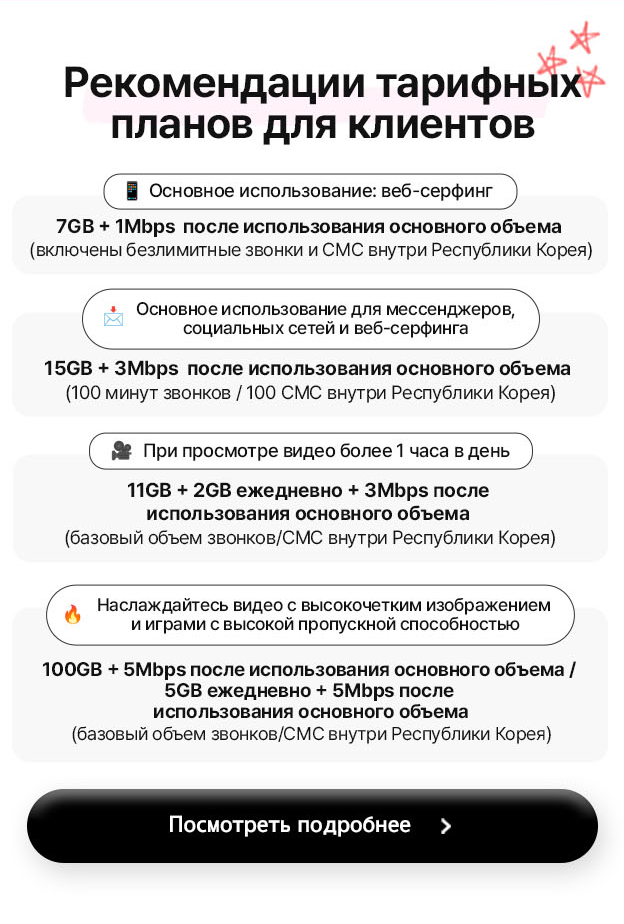 Рекомендации тарифных
планов для клиентов
Основное использование: веб-серфинг
7GB + 1Mbps после использования основного объема
(включены безлимитные звонки и СМС внутри Республики Корея)
Основное использование для мессенджеров,
социальных сетей и веб-серфинга
15GB + 3Mbps после использования основного объема
(100 минут звонков / 100 СМС внутри Республики Корея)
При просмотре видео более 1 часа в день
11GB + 2GB ежедневно + 3Mbps после
использования основного объема
(базовый объем звонков/СМС внутри Республики Корея)
Наслаждайтесь видео с высокочетким изображением
и играми с высокой пропускной способностью
100GB + 5Mbps после использования основного объема /
5GB ежедневно + 5Mbps после
использования основного объема
(базовый объем звонков/СМС внутри Республики Корея)
Посмотреть подробнее